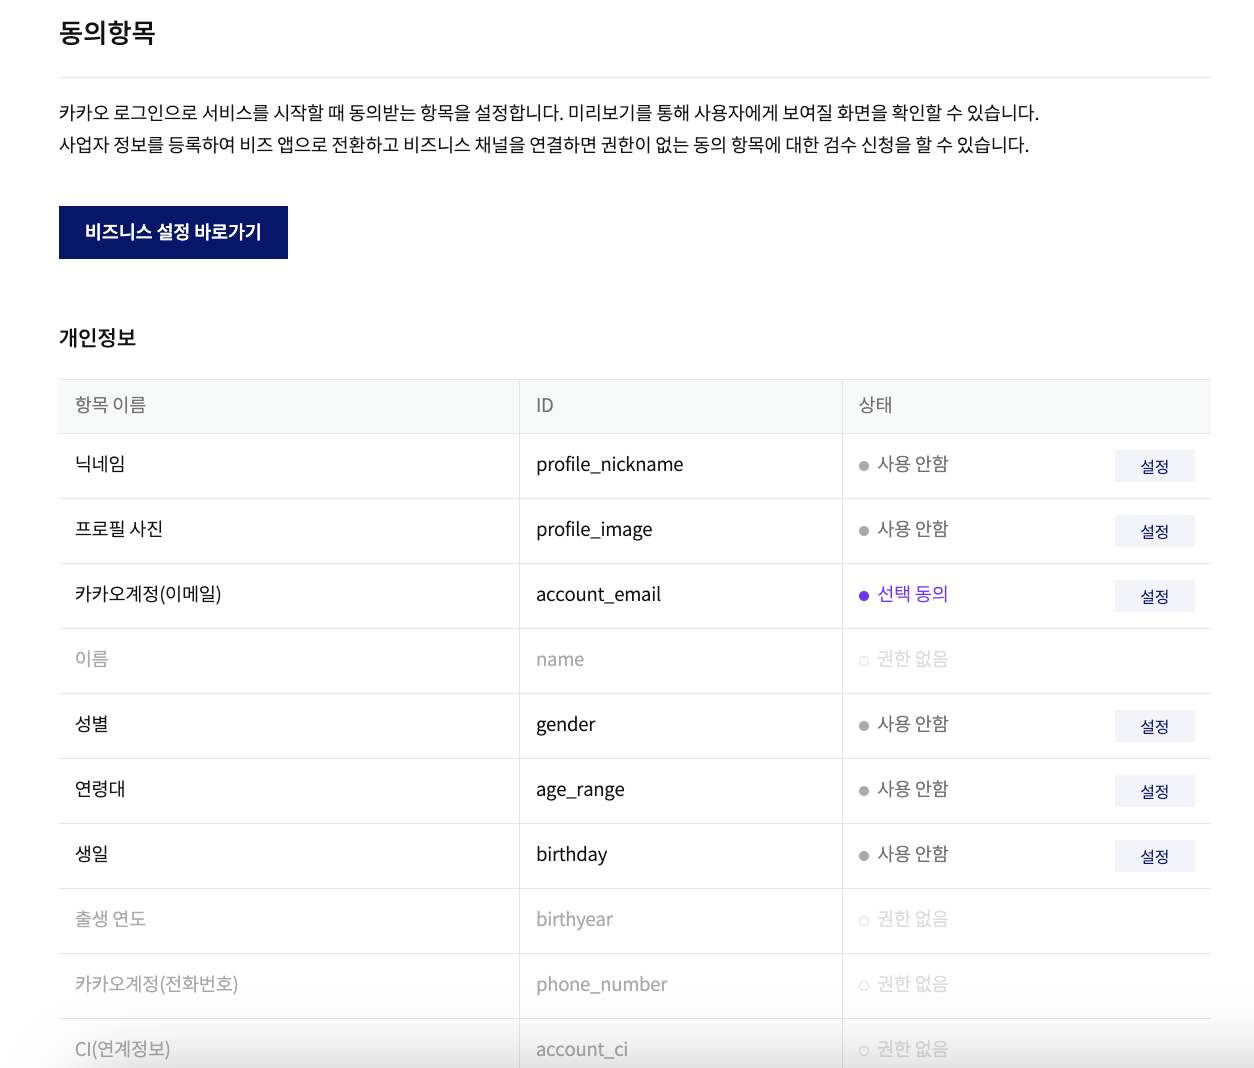 동의항목
카카오 로그인으로 서비스를 시작할 때 동의받는 항목을 설정합니다. 미리보기를 통해 사용자에게 보여질 화면을 확인할 수 있습니다.
사업자 정보를 등록하여 비즈 앱으로 전환하고 비즈니스 채널을 연결하면 권한이 없는 동의 항목에 대한 검수 신청을 할 수 있습니다.
비즈니스 설정 바로가기
개인정보
항목 이름 ID 상태
닉네임 profile_nickname 사용 안함 설정
프로필 사진 profile_image 사용 안함 설정
카카오계정(이메일) account_email 선택 동의 설정
이름 name 권한 없음
성별 gender 사용 안함 설정
연령대 age_range 사용 안함 설정
생일 birthday 사용 안함 설정
출생 연도 birthyear 권한 없음
카카오계정(전화번호) phone_number 권한 없음
CI(연계정보) account_ci 권한 없음